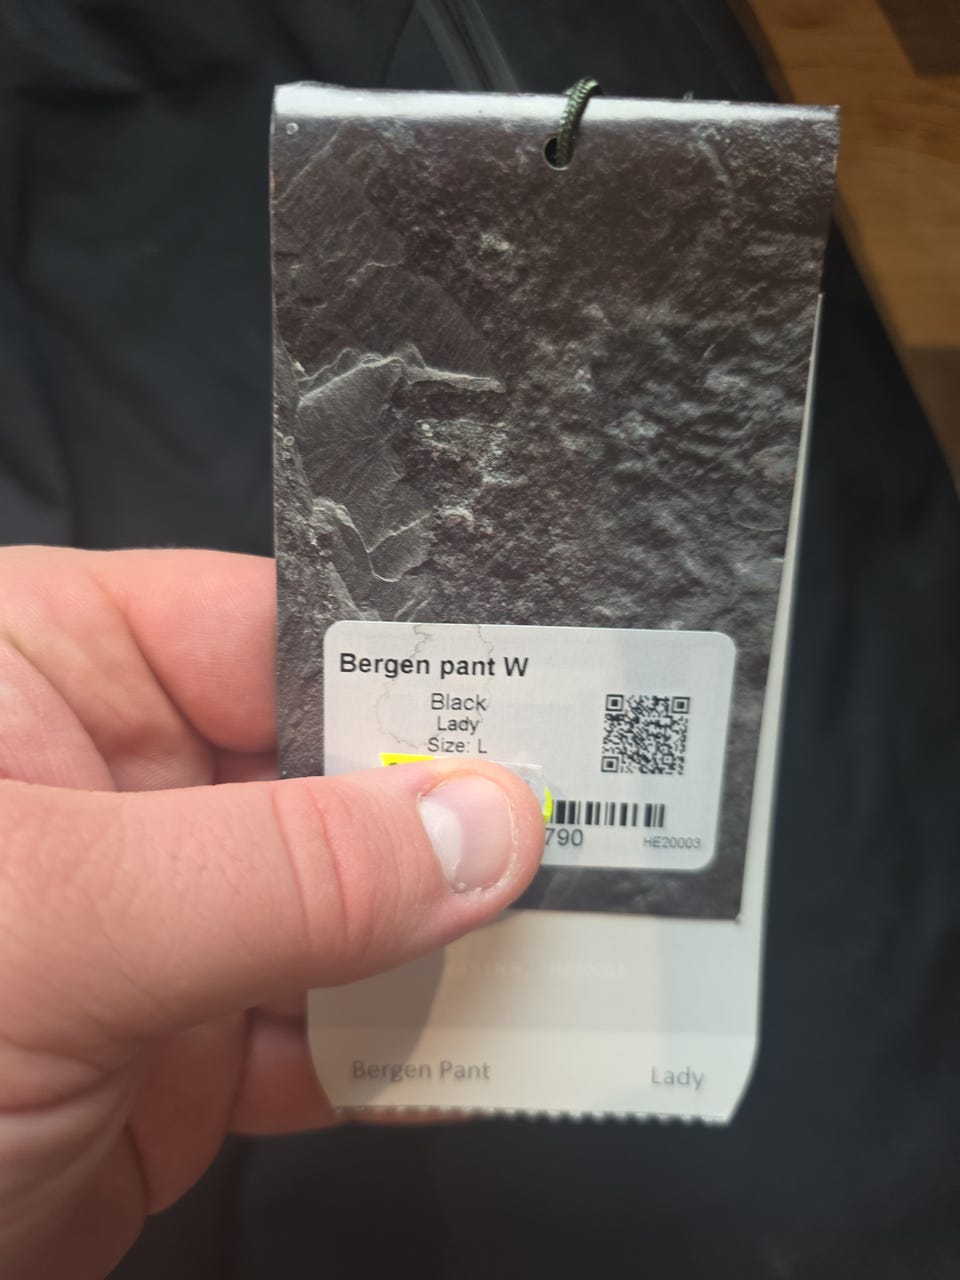 Bergen pant W
Black
Lady
Size: L
790
HE20003
Bergen Pant Lady